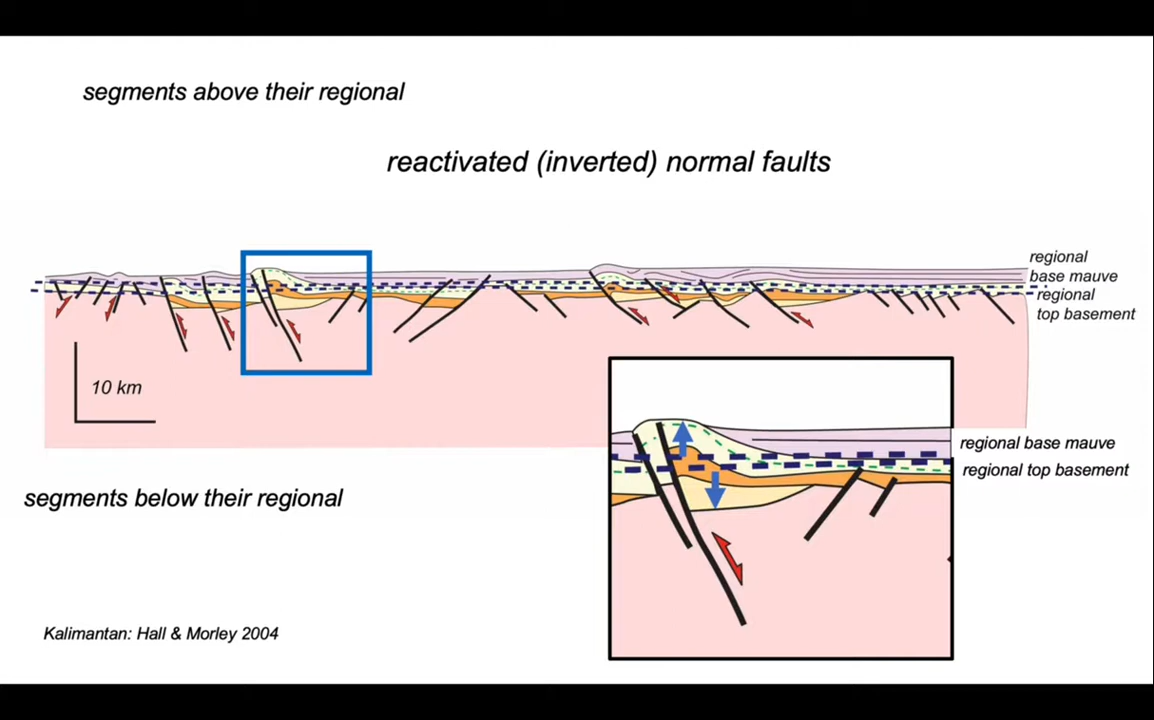 segments above their regional
reactivated (inverted) normal faults
regional
base mauve
regional
top basement
10 km
regional base mauve
regional top basement
segments below their regional
Kalimantan: Hall & Morley 2004